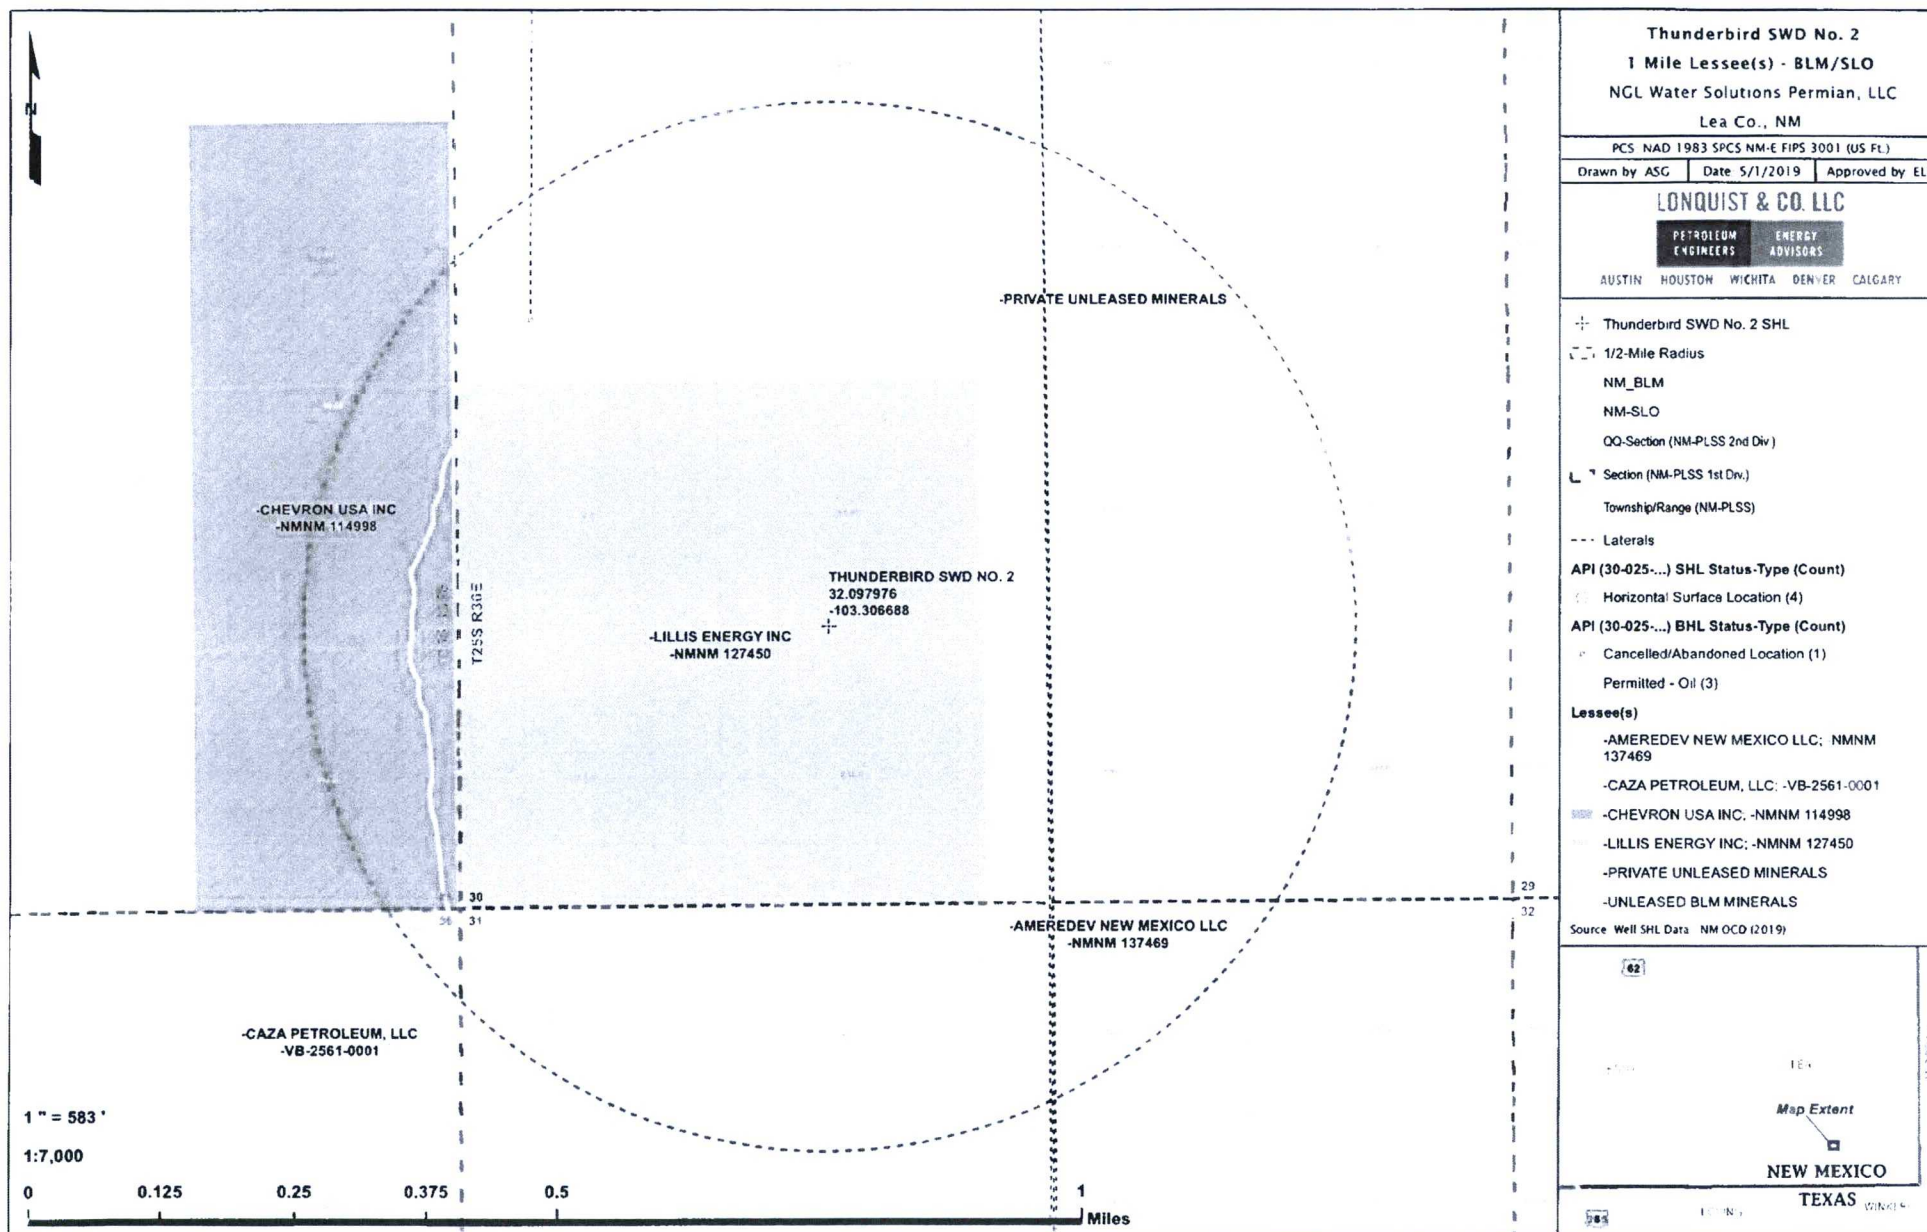 N
-PRIVATE UNLEASED MINERALS
-CHEVRON USA INC
-NMNM 114998
T25S R36E
THUNDERBIRD SWD NO. 2
32.097976
-103.306688
-LILLIS ENERGY INC
-NMNM 127450
30
29
36
31
32
-AMEREDEV NEW MEXICO LLC
-NMNM 137469
-CAZA PETROLEUM, LLC
-VB-2561-0001
1 " = 583 '
1:7,000
0 0.125 0.25 0.375 0.5 1
Miles
Thunderbird SWD No. 2
1 Mile Lessee(s) - BLM/SLO
NGL Water Solutions Permian, LLC
Lea Co., NM
PCS NAD 1983 SPCS NM-E FIPS 3001 (US Ft.)
Drawn by ASG Date 5/1/2019 Approved by EL
LONQUIST & CO. LLC
PETROLEUM ENGINEERS
ENERGY ADVISORS
AUSTIN HOUSTON WICHITA DENVER CALGARY
Thunderbird SWD No. 2 SHL
1/2-Mile Radius
NM_BLM
NM-SLO
QQ-Section (NM-PLSS 2nd Div.)
Section (NM-PLSS 1st Div.)
Township/Range (NM-PLSS)
Laterals
API (30-025-...) SHL Status-Type (Count)
Horizontal Surface Location (4)
API (30-025-...) BHL Status-Type (Count)
Cancelled/Abandoned Location (1)
Permitted - Oil (3)
Lessee(s)
-AMEREDEV NEW MEXICO LLC; NMNM
137469
-CAZA PETROLEUM, LLC; -VB-2561-0001
-CHEVRON USA INC; -NMNM 114998
-LILLIS ENERGY INC; -NMNM 127450
-PRIVATE UNLEASED MINERALS
-UNLEASED BLM MINERALS
Source Well SHL Data NM OCD (2019)
62
LEA
Map Extent
NEW MEXICO
TEXAS